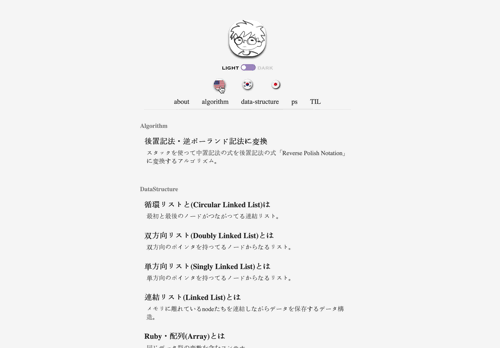 LIGHT DARK
about algorithm data-structure ps TIL
Algorithm
後置記法・逆ポーランド記法に変換
スタックを使って中置記法の式を後置記法の式「Reverse Polish Notation」
に変換するアルゴリズム。
DataStructure
循環リストと(Circular Linked List)は
最初と最後のノードがつながつてる連結リスト。
双方向リスト(Doubly Linked List)とは
双方向のポインタを持ってるノードからなるリスト。
単方向リスト(Singly Linked List)とは
単方向のポインタを持ってるノードからなるリスト。
連結リスト(Linked List)とは
メモリに離れているnodeたちを連結しながらデータを保存するデータ構
造。
Ruby・配列(Array)とは